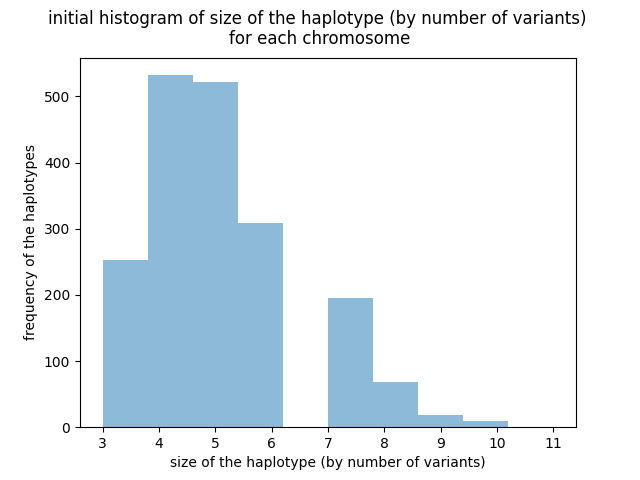 initial histogram of size of the haplotype (by number of variants)
for each chromosome
frequency of the haplotypes
500
400
300
200
100
0
3 4 5 6 7 8 9 10 11
size of the haplotype (by number of variants)